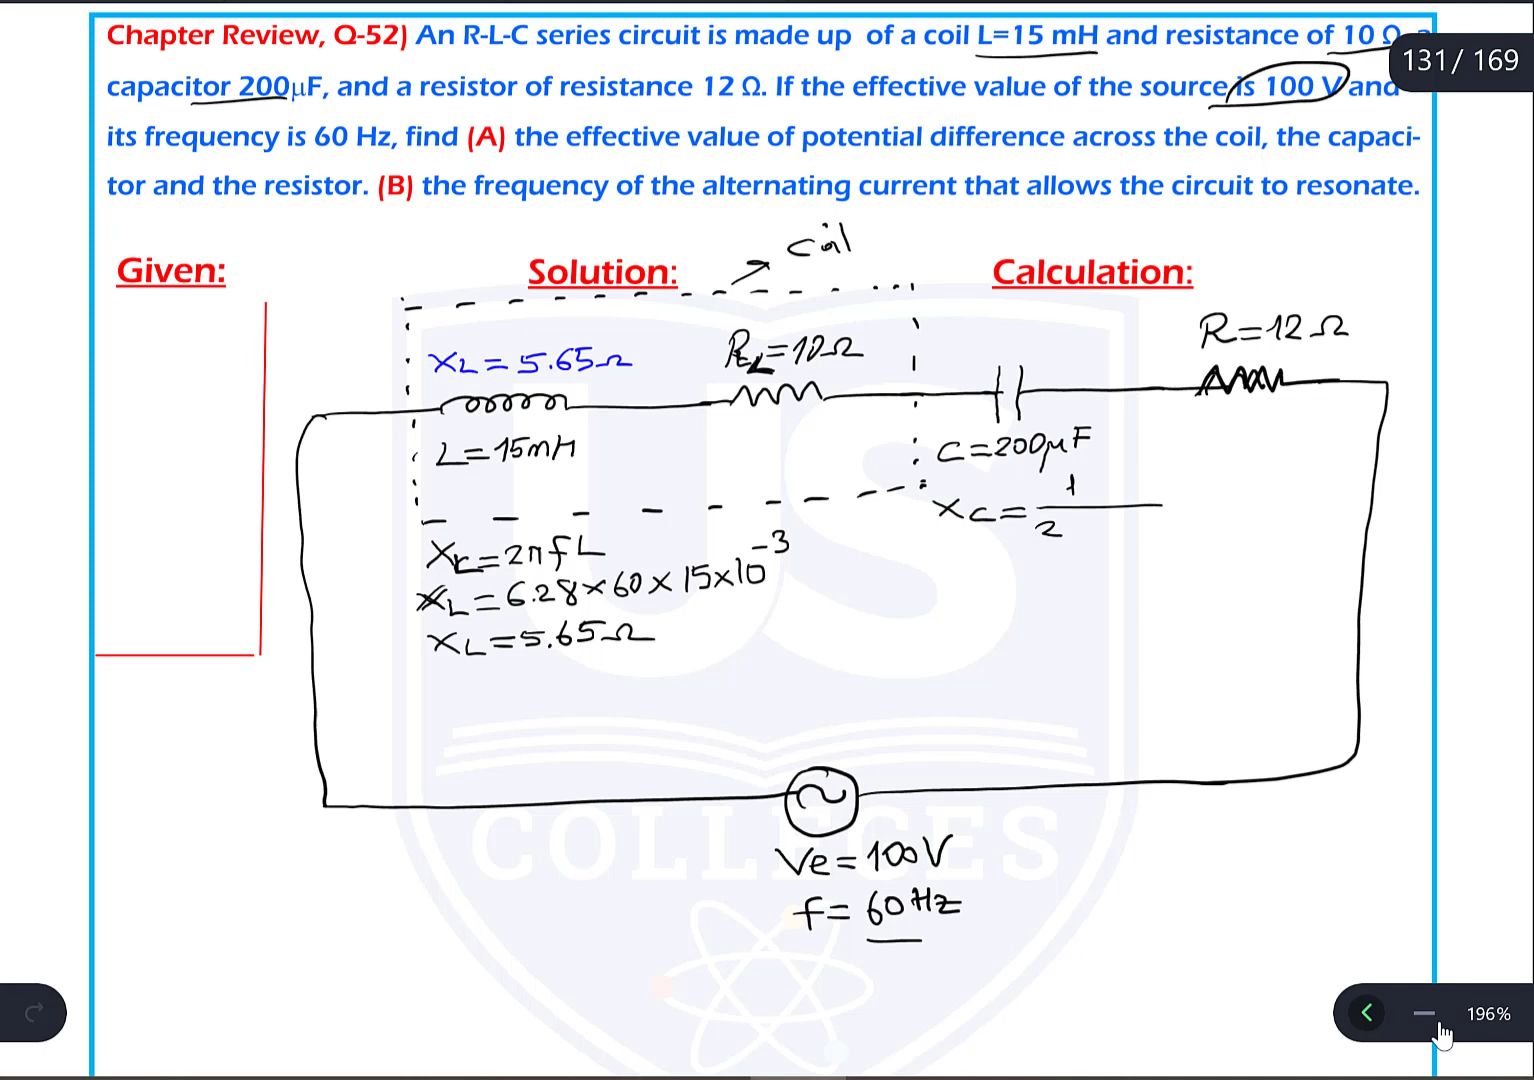 Chapter Review, Q-52) An R-L-C series circuit is made up of a coil L=15 mH and resistance of 10 Ω
131/ 169
capacitor 200μF, and a resistor of resistance 12 Ω. If the effective value of the source is 100 V and
its frequency is 60 Hz, find (A) the effective value of potential difference across the coil, the capaci-
tor and the resistor. (B) the frequency of the alternating current that allows the circuit to resonate.
coil
Given:
Solution:
Calculation:
R=12Ω
XL=5.65Ω
RL=10Ω
L=15mH
C=200μF
XC=1/2
XL=2πfL
XL=6.28×60×15×10⁻³
XL=5.65Ω
US
COLLEGES
Ve=100V
f=60Hz
196%